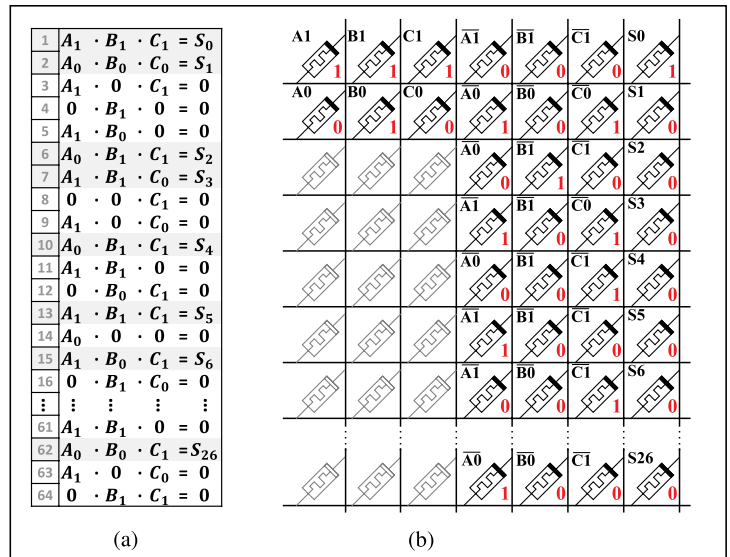 1 A₁ · B₁ · C₁ = S₀
2 A₀ · B₀ · C₀ = S₁
3 A₁ · 0 · C₁ = 0
4 0 · B₁ · 0 = 0
5 A₁ · B₀ · 0 = 0
6 A₀ · B₁ · C₁ = S₂
7 A₁ · B₁ · C₀ = S₃
8 0 · 0 · C₁ = 0
9 A₁ · 0 · C₀ = 0
10 A₀ · B₁ · C₁ = S₄
11 A₁ · B₁ · 0 = 0
12 0 · B₀ · C₁ = 0
13 A₁ · B₁ · C₁ = S₅
14 A₀ · 0 · 0 = 0
15 A₁ · B₀ · C₁ = S₆
16 0 · B₁ · C₀ = 0
⋮ ⋮ ⋮ ⋮ ⋮
61 A₁ · B₁ · 0 = 0
62 A₀ · B₀ · C₁ = S₂₆
63 A₁ · 0 · C₀ = 0
64 0 · B₁ · C₁ = 0
(a)
A1 B1 C1 A̅1̅ B̅1̅ C̅1̅ S0
1 1 1 0 0 0 1
A0 B0 C0 A̅0̅ B̅0̅ C̅0̅ S1
0 1 0 1 0 1 0
A̅0̅ B̅1̅ C̅1̅ S2
0 1 0 0
A̅1̅ B̅1̅ C̅0̅ S3
1 0 1 0
A̅0̅ B̅1̅ C̅1̅ S4
0 0 0 0
A̅1̅ B̅1̅ C̅1̅ S5
1 0 0 0
A̅1̅ B̅0̅ C̅1̅ S6
0 0 1 0
A̅0̅ B̅0̅ C̅1̅ S26
1 0 0 0
(b)